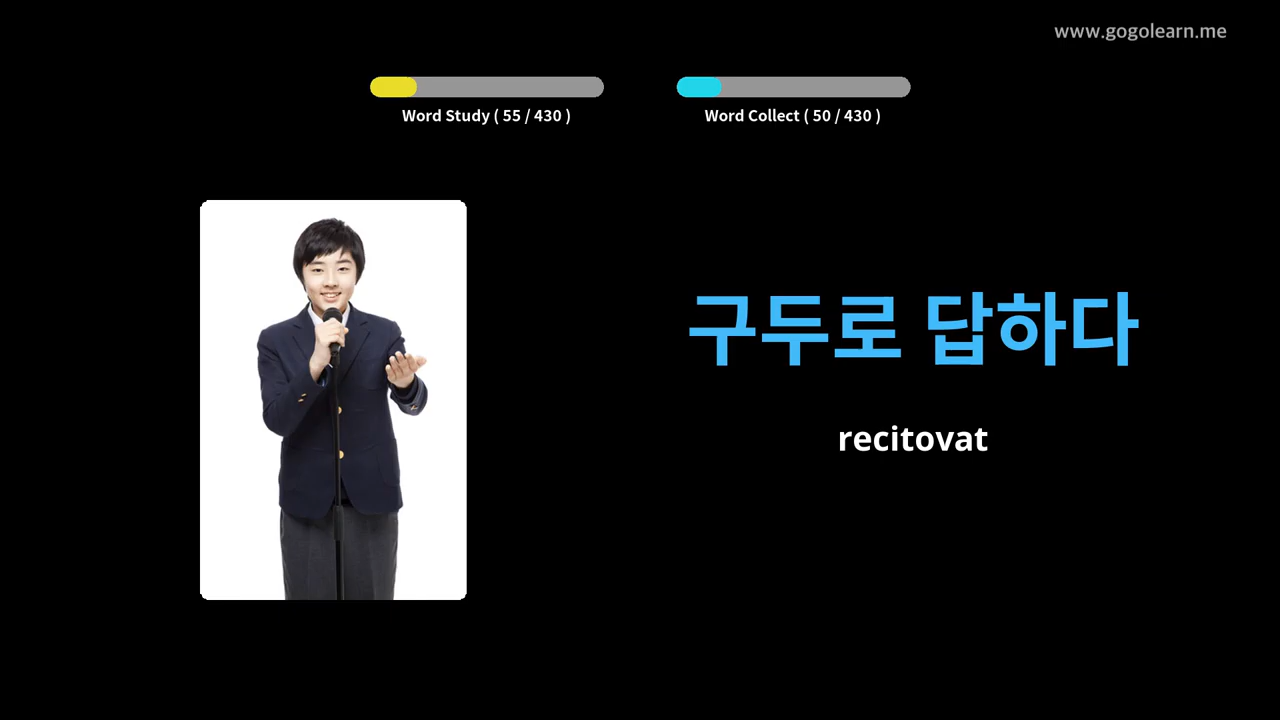 www.gogolearn.me
Word Study ( 55 / 430 )
Word Collect ( 50 / 430 )
구두로 답하다
recitovat